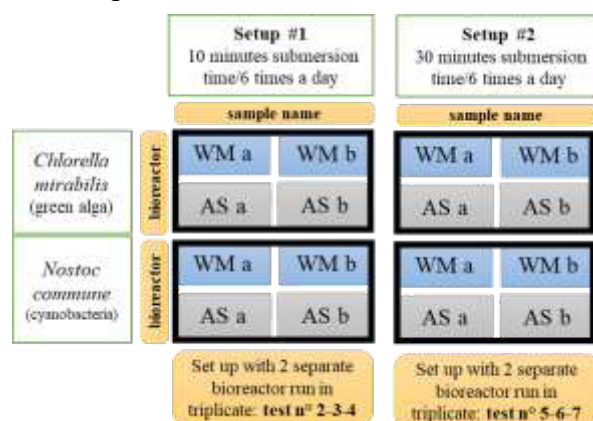 Setup #1
10 minutes submersion
time/6 times a day
Setup #2
30 minutes submersion
time/6 times a day
sample name
sample name
Chlorella
mirabilis
(green alga)
bioreactor
WM a WM b
AS a AS b
WM a WM b
AS a AS b
Nostoc
commune
(cyanobacteria)
bioreactor
WM a WM b
AS a AS b
WM a WM b
AS a AS b
Set up with 2 separate
bioreactor run in
triplicate: test n° 2-3-4
Set up with 2 separate
bioreactor run in
triplicate: test n° 5-6-7